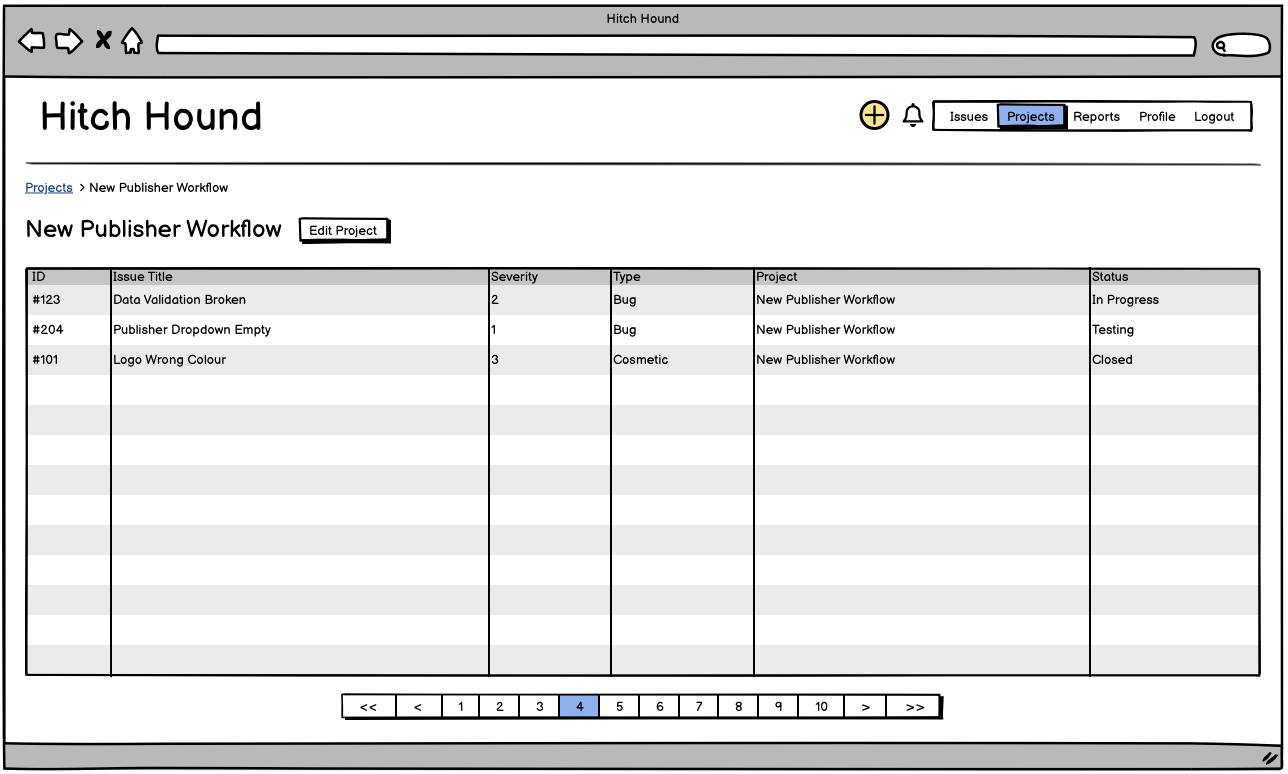 Hitch Hound
Hitch Hound
Issues Projects Reports Profile Logout
Projects > New Publisher Workflow
New Publisher Workflow Edit Project
ID Issue Title Severity Type Project Status
#123 Data Validation Broken 2 Bug New Publisher Workflow In Progress
#204 Publisher Dropdown Empty 1 Bug New Publisher Workflow Testing
#101 Logo Wrong Colour 3 Cosmetic New Publisher Workflow Closed
<< < 1 2 3 4 5 6 7 8 9 10 > >>